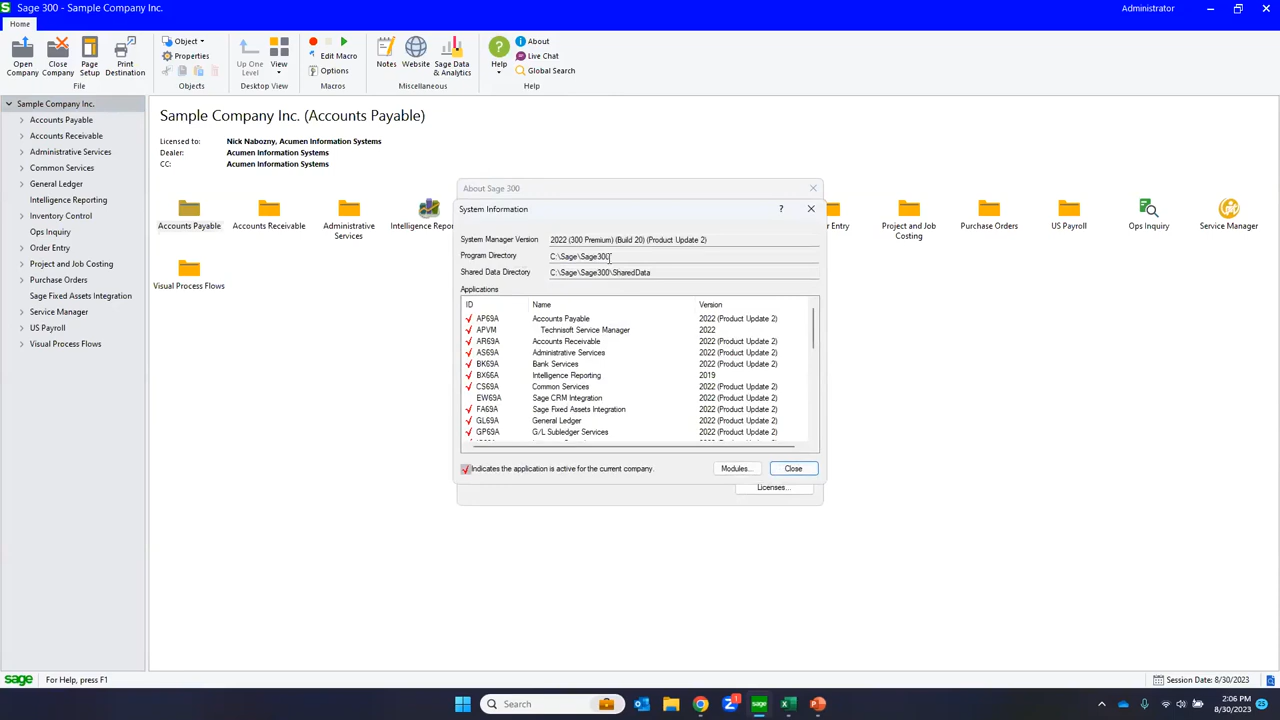 Sage 300 - Sample Company Inc.
Administrator
Home
Open Company
Close Company
Page Setup
Print Destination
File
Object
Properties
Objects
Up One Level
View
Desktop View
Edit Macro
Options
Macros
Notes
Website
Sage Data & Analytics
Miscellaneous
Help
About
Live Chat
Global Search
Help
Sample Company Inc.
Accounts Payable
Accounts Receivable
Administrative Services
Common Services
General Ledger
Intelligence Reporting
Inventory Control
Ops Inquiry
Order Entry
Project and Job Costing
Purchase Orders
Sage Fixed Assets Integration
Service Manager
US Payroll
Visual Process Flows
Sample Company Inc. (Accounts Payable)
Licensed to: Nick Nabozny, Acumen Information Systems
Dealer: Acumen Information Systems
CC: Acumen Information Systems
Accounts Payable
Accounts Receivable
Administrative Services
Intelligence Repo
er Entry
Project and Job Costing
Purchase Orders
US Payroll
Ops Inquiry
Service Manager
Visual Process Flows
About Sage 300
System Information
?
System Manager Version 2022 (300 Premium) (Build 20) (Product Update 2)
Program Directory C:\Sage\Sage300
Shared Data Directory C:\Sage\Sage300\SharedData
Applications
ID Name Version
AP69A Accounts Payable 2022 (Product Update 2)
APVM Technisoft Service Manager 2022
AR69A Accounts Receivable 2022 (Product Update 2)
AS69A Administrative Services 2022 (Product Update 2)
BK69A Bank Services 2022 (Product Update 2)
BX66A Intelligence Reporting 2019
CS69A Common Services 2022 (Product Update 2)
EW69A Sage CRM Integration 2022 (Product Update 2)
FA69A Sage Fixed Assets Integration 2022 (Product Update 2)
GL69A General Ledger 2022 (Product Update 2)
GP69A G/L Subledger Services 2022 (Product Update 2)
Indicates the application is active for the current company.
Modules...
Close
Licenses...
sage
For Help, press F1
Session Date: 8/30/2023
Search
1
sage
2:06 PM
8/30/2023